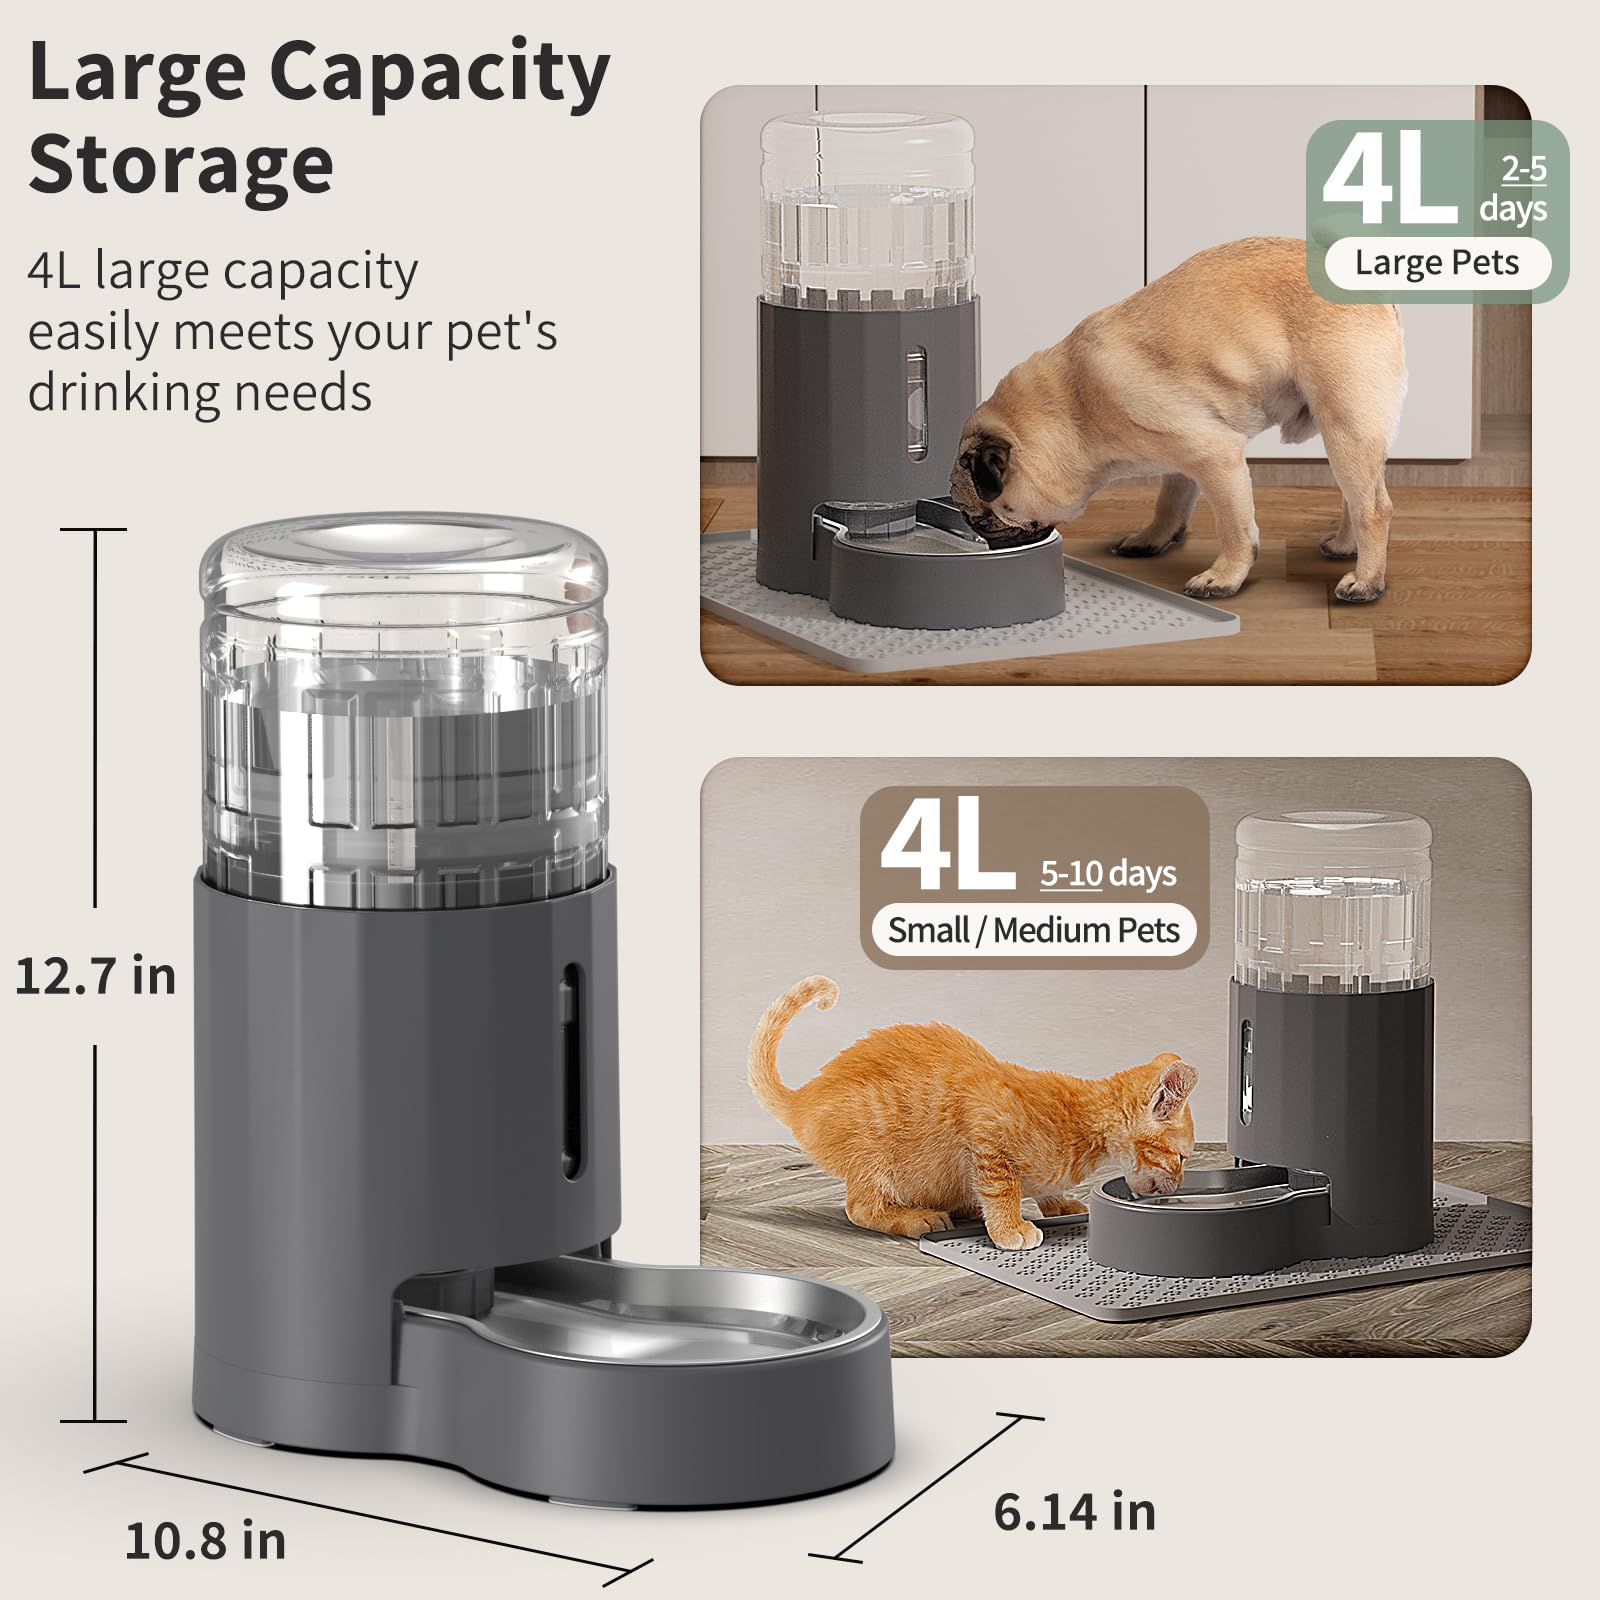 Large Capacity
Storage
4L large capacity
easily meets your pet's
drinking needs
4L 2-5
days
Large Pets
4L 5-10 days
Small / Medium Pets
12.7 in
10.8 in
6.14 in